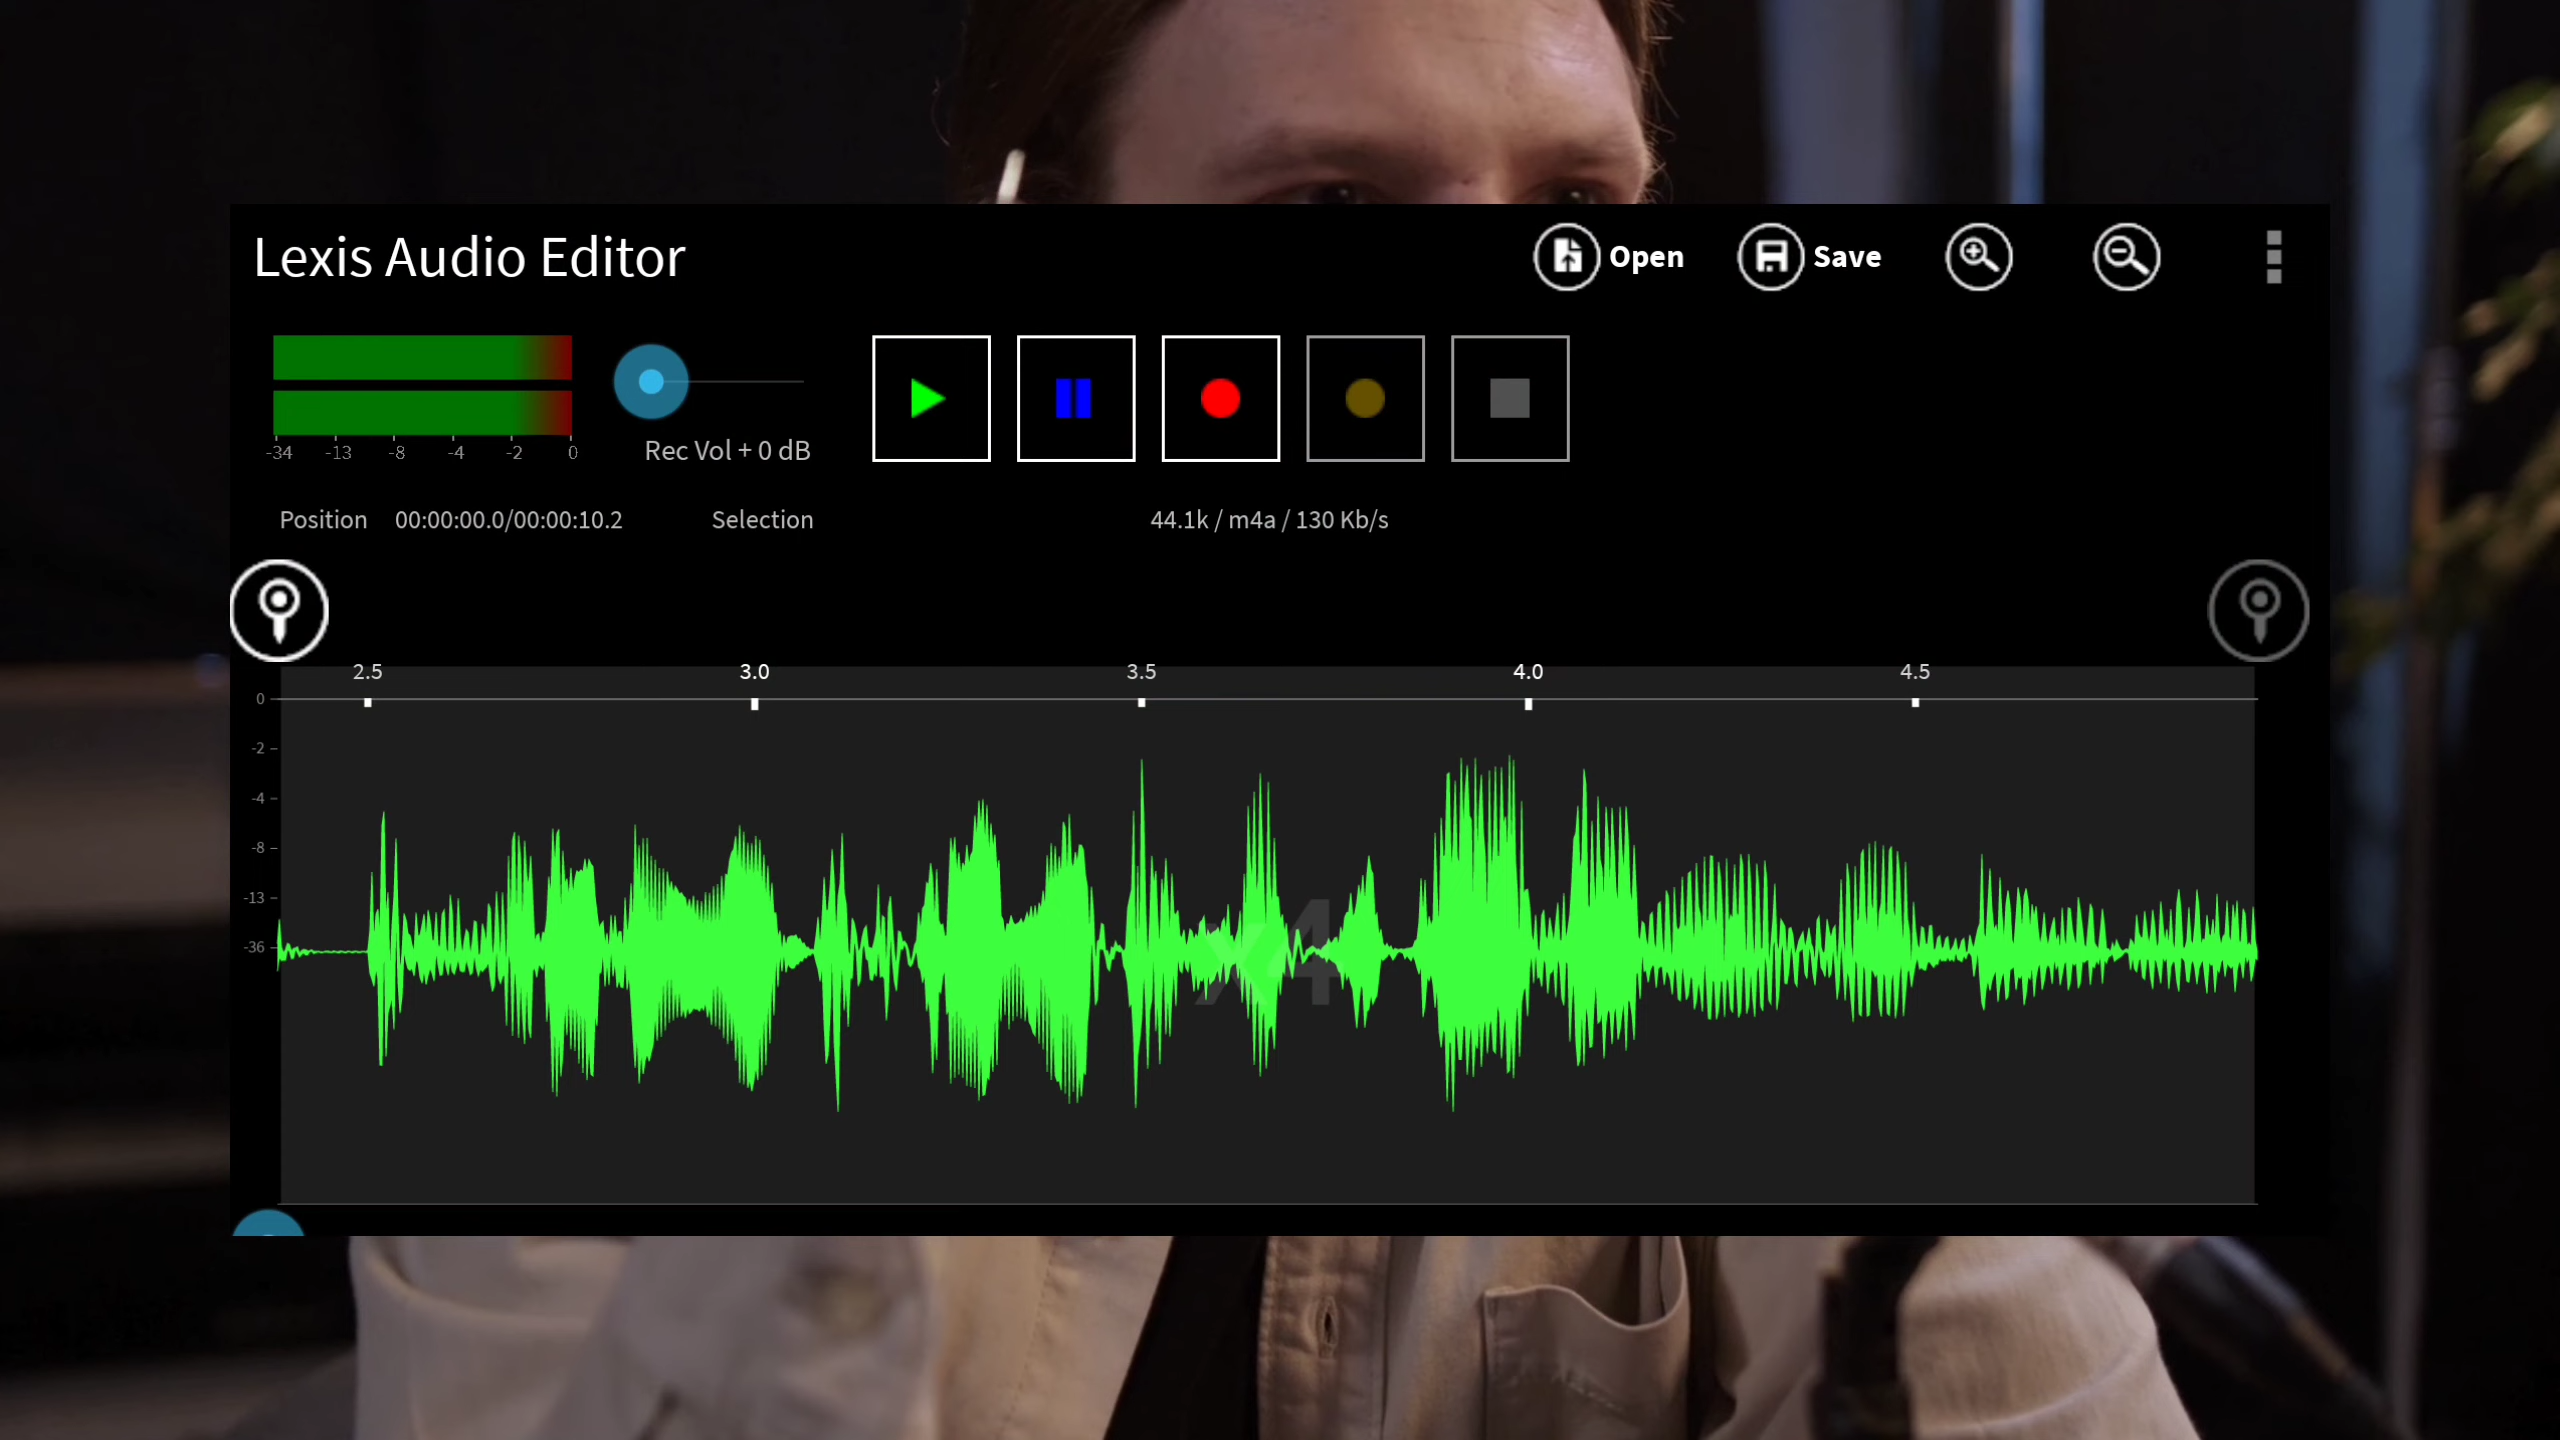 Lexis Audio Editor
Open
Save
-34 -13 -8 -4 -2 0
Rec Vol + 0 dB
Position 00:00:00.0/00:00:10.2 Selection 44.1k / m4a / 130 Kb/s
2.5 3.0 3.5 4.0 4.5
0
-2
-4
-8
-13
-36
x4